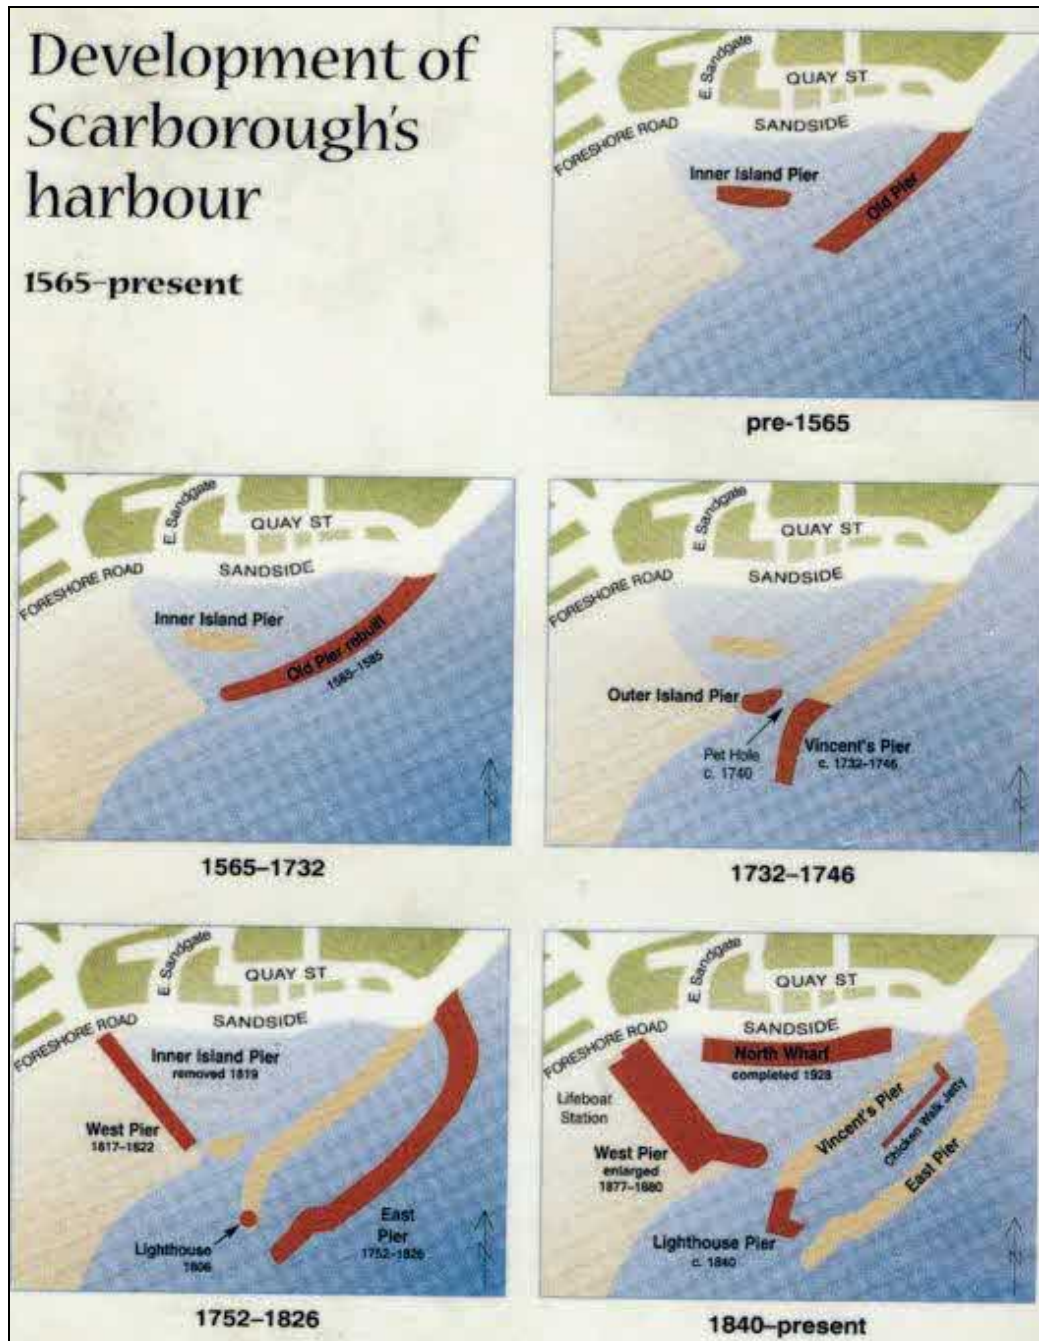 Development of
Scarborough's
harbour
1565–present
E. Sandgate
QUAY ST
FORESHORE ROAD
SANDSIDE
Inner Island Pier
Old Pier
N
pre-1565
E. Sandgate
QUAY ST
FORESHORE ROAD
SANDSIDE
Inner Island Pier
Old Pier rebuilt
1565–1585
N
1565–1732
E. Sandgate
QUAY ST
FORESHORE ROAD
SANDSIDE
Outer Island Pier
Pet Hole
c. 1740
Vincent's Pier
c. 1732–1746
N
1732–1746
E. Sandgate
QUAY ST
FORESHORE ROAD
SANDSIDE
Inner Island Pier
removed 1819
West Pier
1817–1822
Lighthouse
1806
East
Pier
1752–1826
N
1752–1826
E. Sandgate
QUAY ST
FORESHORE ROAD
SANDSIDE
North Wharf
completed 1928
Lifeboat
Station
Vincent's Pier
Chicken Walk Jetty
East Pier
West Pier
enlarged
1877–1880
Lighthouse Pier
c. 1840
N
1840–present